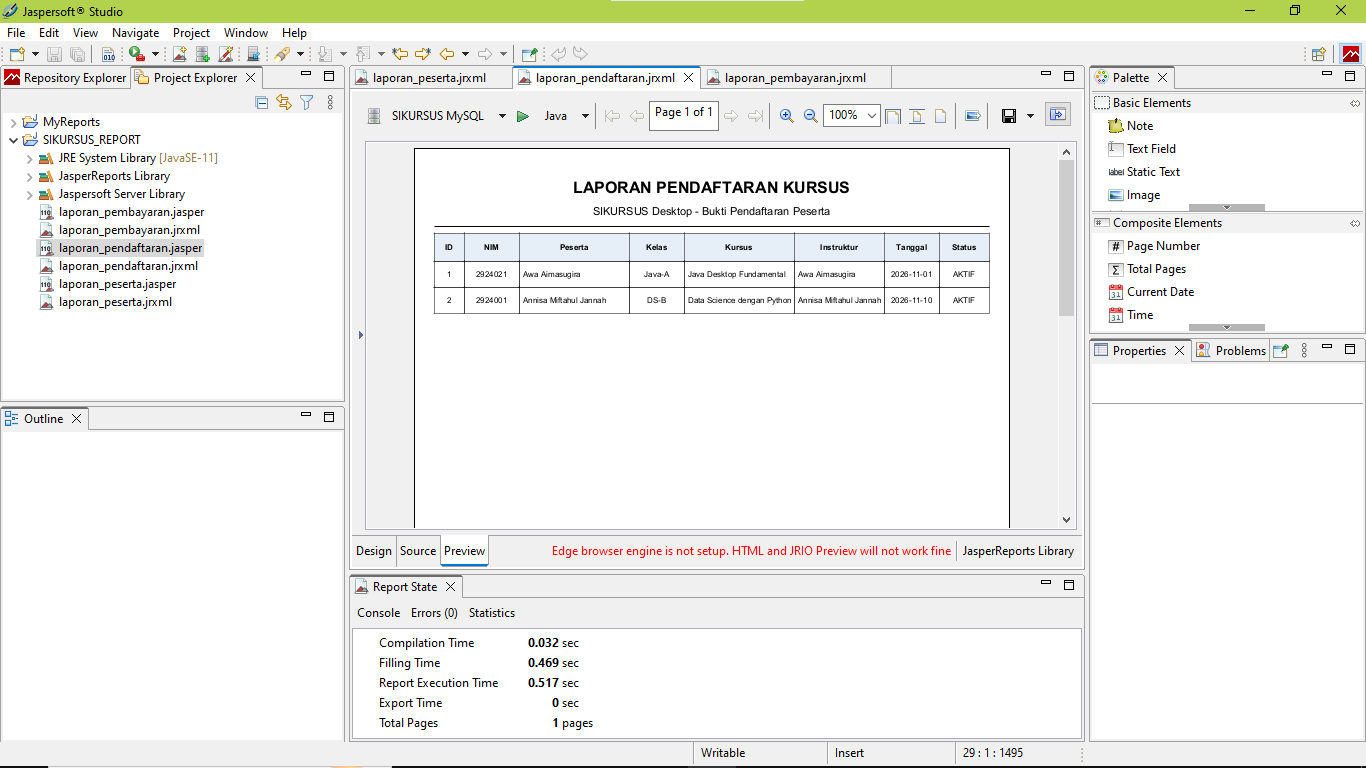 Jaspersoft® Studio
File Edit View Navigate Project Window Help
Repository Explorer Project Explorer
MyReports
SIKURSUS_REPORT
JRE System Library [JavaSE-11]
JasperReports Library
Jaspersoft Server Library
laporan_pembayaran.jasper
laporan_pembayaran.jrxml
laporan_pendaftaran.jasper
laporan_pendaftaran.jrxml
laporan_peserta.jasper
laporan_peserta.jrxml
Outline
laporan_peserta.jrxml laporan_pendaftaran.jrxml laporan_pembayaran.jrxml
SIKURSUS MySQL Java Page 1 of 1 100%
LAPORAN PENDAFTARAN KURSUS
SIKURSUS Desktop - Bukti Pendaftaran Peserta
ID NIM Peserta Kelas Kursus Instruktur Tanggal Status
1 2924021 Awa Aimasugira Java-A Java Desktop Fundamental Awa Aimasugira 2026-11-01 AKTIF
2 2924001 Annisa Miftahul Jannah DS-B Data Science dengan Python Annisa Miftahul Jannah 2026-11-10 AKTIF
Design Source Preview Edge browser engine is not setup. HTML and JRIO Preview will not work fine JasperReports Library
Report State
Console Errors (0) Statistics
Compilation Time 0.032 sec
Filling Time 0.469 sec
Report Execution Time 0.517 sec
Export Time 0 sec
Total Pages 1 pages
Palette
Basic Elements
Note
Text Field
label Static Text
Image
Composite Elements
# Page Number
Σ Total Pages
31 Current Date
31 Time
Properties Problems
Writable Insert 29 : 1 : 1495